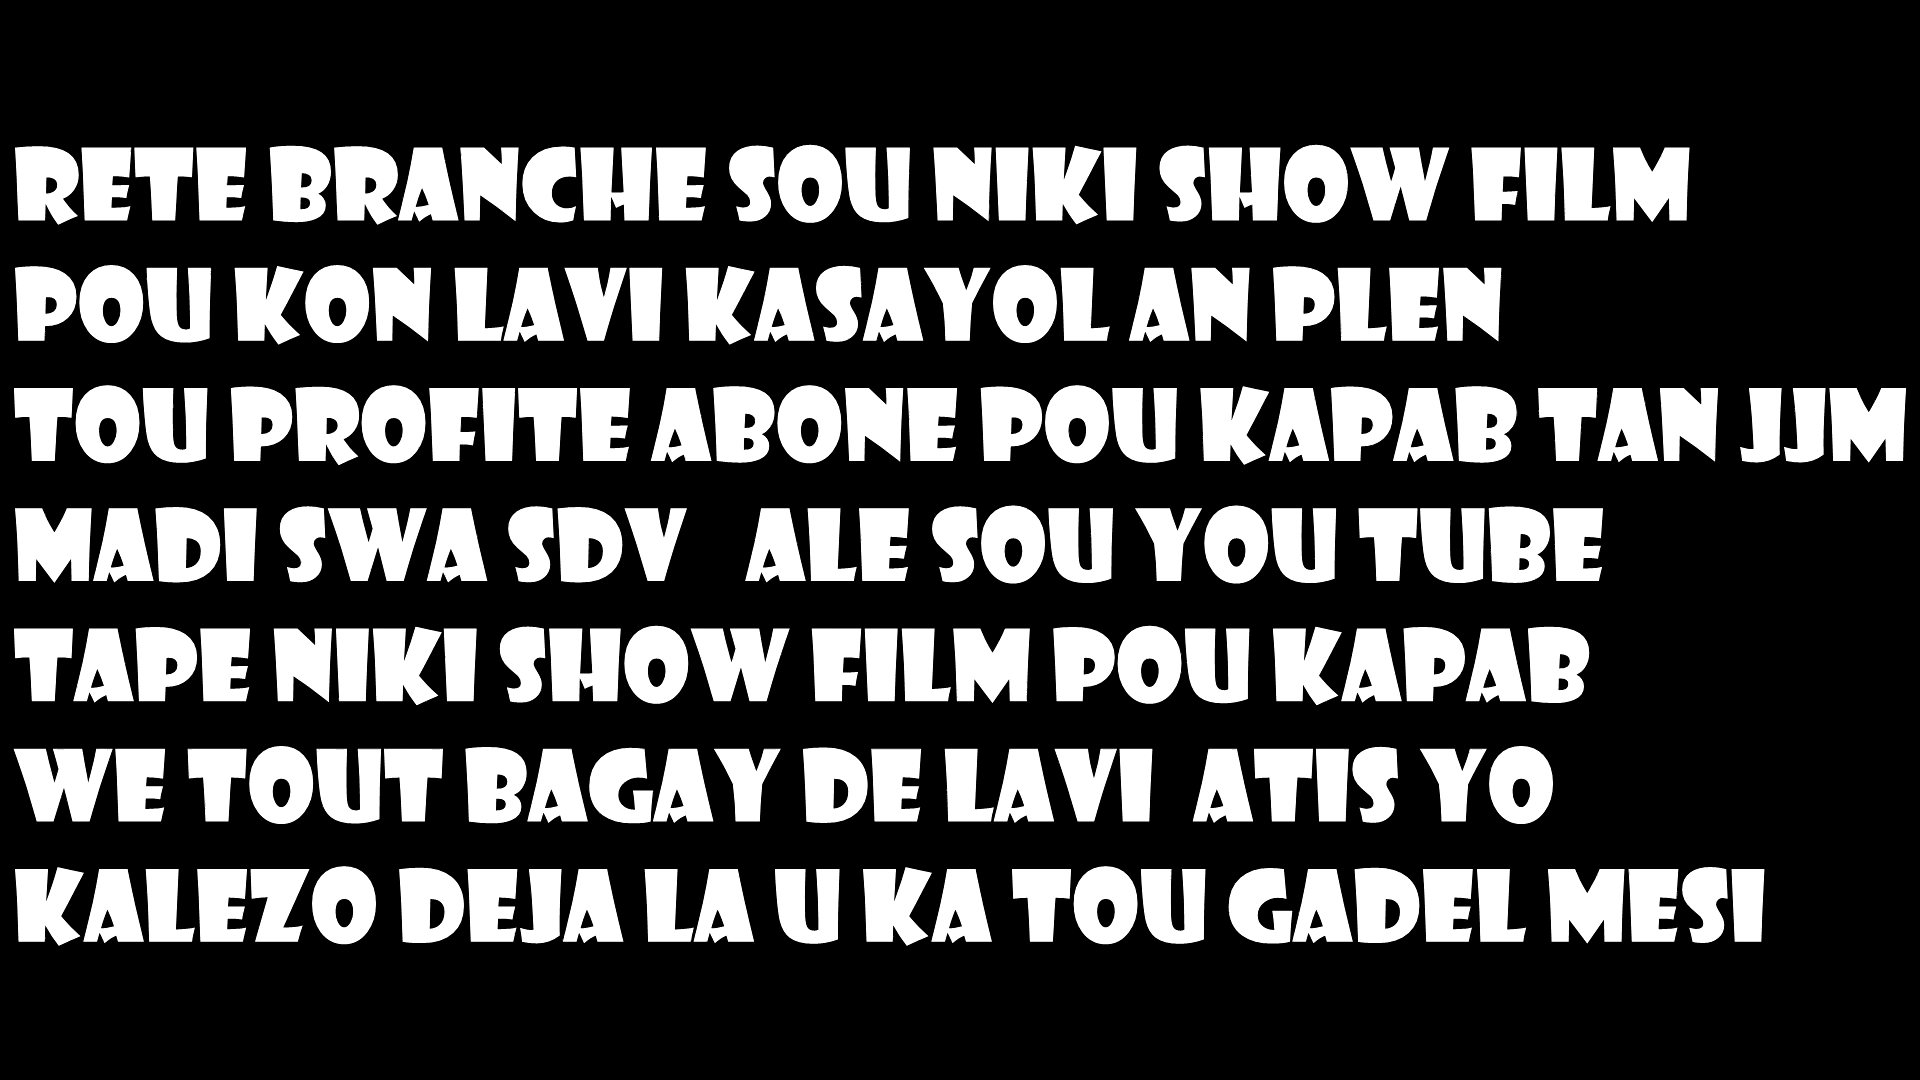 RETE BRANCHE SOU NIKI SHOW FILM
POU KON LAVI KASAYOL AN PLEN
TOU PROFITE ABONE POU KAPAB TAN JJM
MADI SWA SDV ALE SOU YOU TUBE
TAPE NIKI SHOW FILM POU KAPAB
WE TOUT BAGAY DE LAVI ATIS YO
KALEZO DEJA LA U KA TOU GADEL MESI